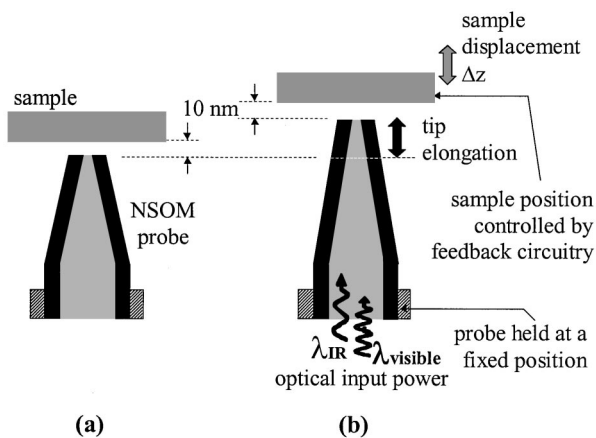 sample
displacement
Δz
sample
10 nm
tip
elongation
NSOM
probe
sample position
controlled by
feedback circuitry
λIR
λvisible
optical input power
probe held at a
fixed position
(a)
(b)